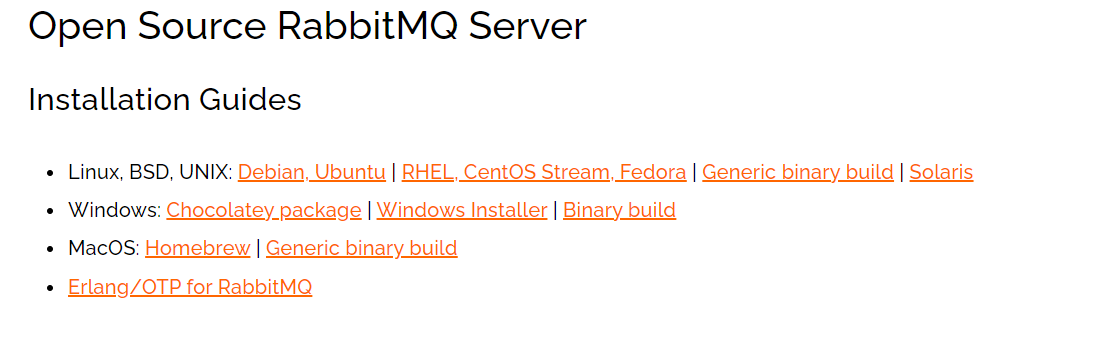 Open Source RabbitMQ Server
Installation Guides
• Linux, BSD, UNIX: Debian, Ubuntu | RHEL, CentOS Stream, Fedora | Generic binary build | Solaris
• Windows: Chocolatey package | Windows Installer | Binary build
• MacOS: Homebrew | Generic binary build
• Erlang/OTP for RabbitMQ